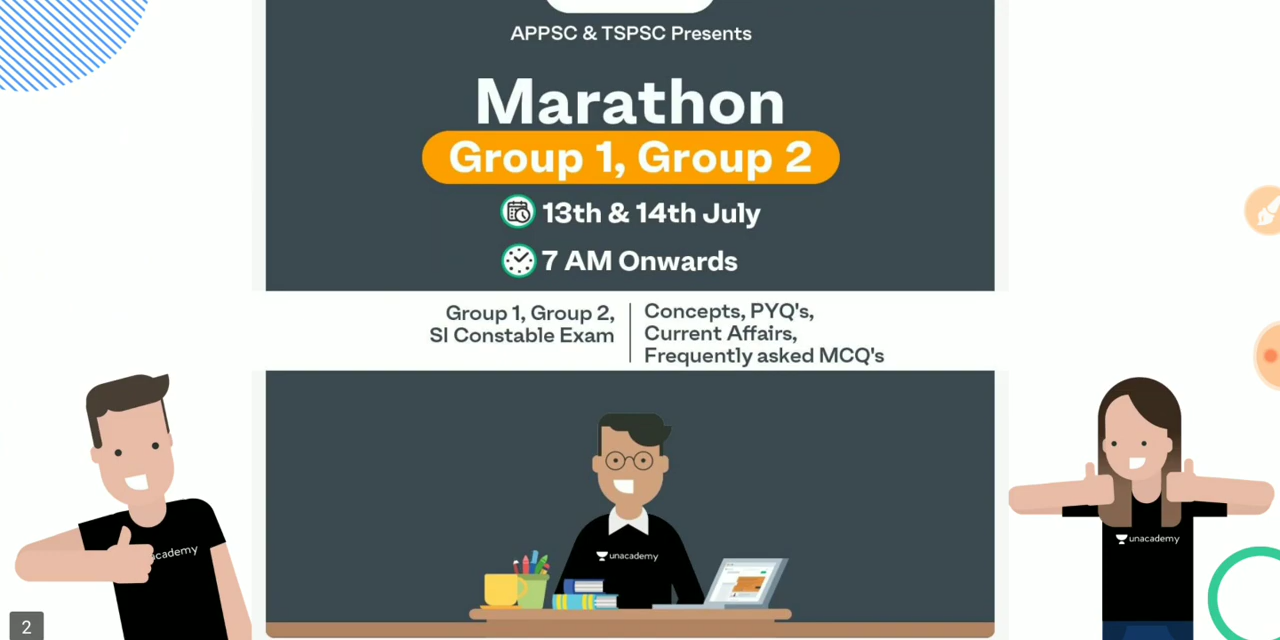 APPSC & TSPSC Presents
Marathon
Group 1, Group 2
13th & 14th July
7 AM Onwards
Group 1, Group 2,
SI Constable Exam
Concepts, PYQ's,
Current Affairs,
Frequently asked MCQ's
unacademy
unacademy
unacademy
2